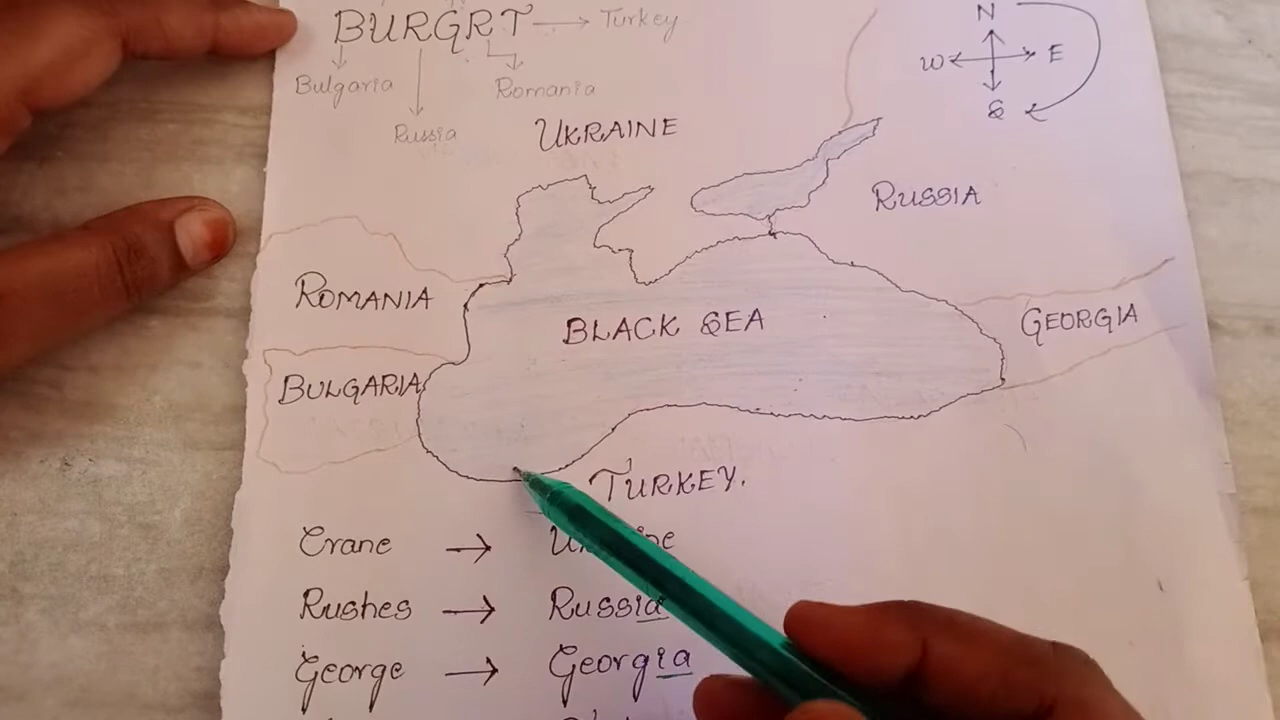 BURGRT → Turkey
Bulgaria
Romania
Russia
N
W E
S
UKRAINE
RUSSIA
ROMANIA
BLACK SEA
GEORGIA
BULGARIA
TURKEY.
Crane →
Rushes → Russia
George → Georgia